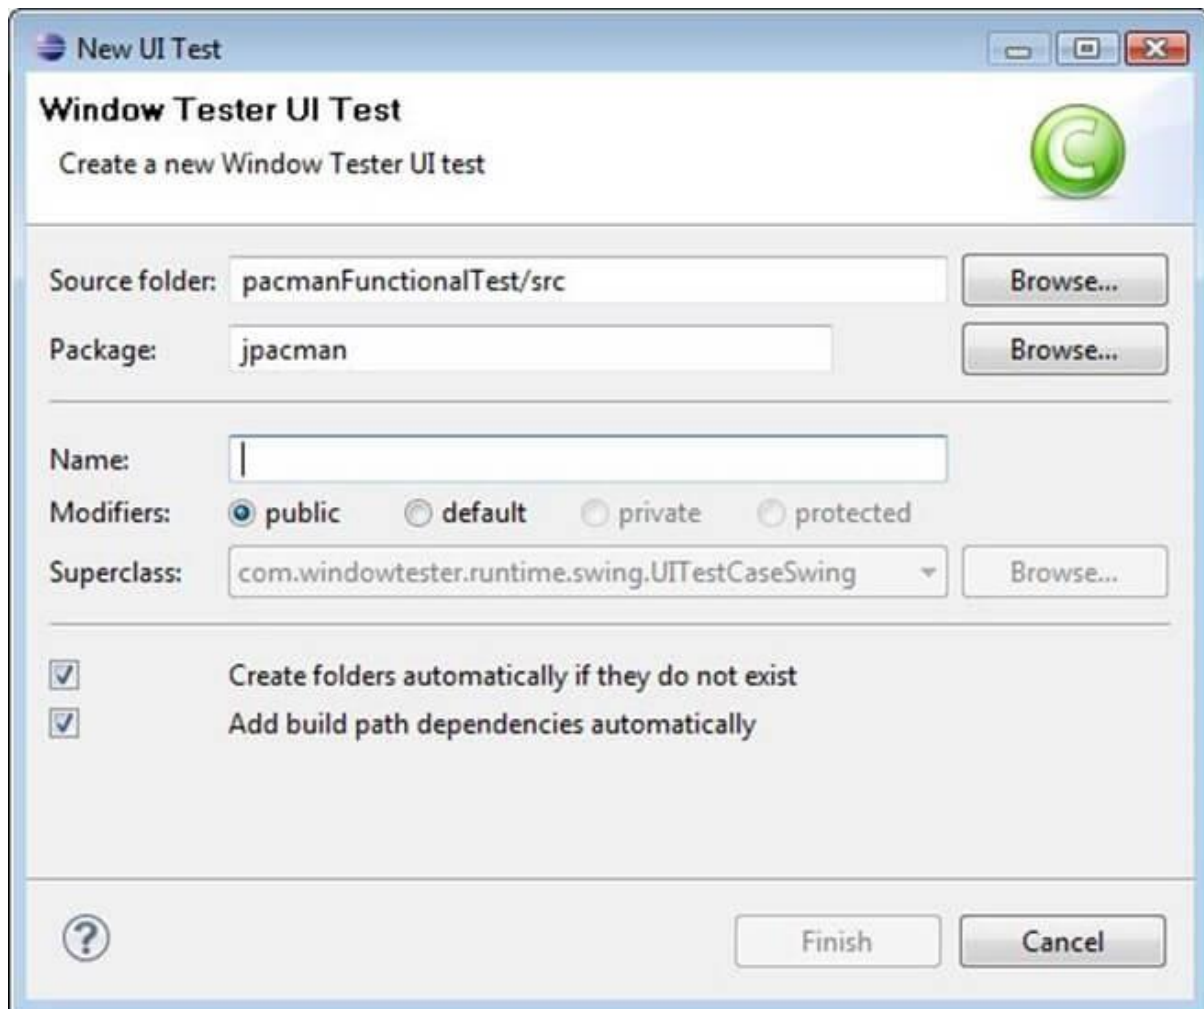 New UI Test
Window Tester UI Test
Create a new Window Tester UI test
C
Source folder: pacmanFunctionalTest/src Browse...
Package: jpacman Browse...
Name:
Modifiers: public default private protected
Superclass: com.windowtester.runtime.swing.UITestCaseSwing Browse...
Create folders automatically if they do not exist
Add build path dependencies automatically
? Finish Cancel